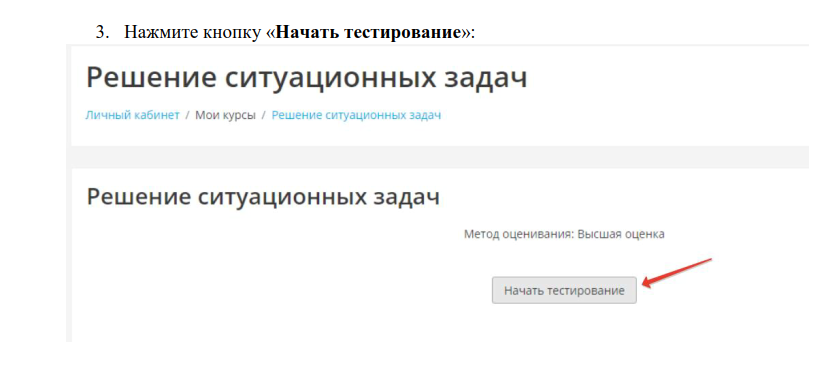 3. Нажмите кнопку «Начать тестирование»:
Решение ситуационных задач
Личный кабинет / Мои курсы / Решение ситуационных задач
Решение ситуационных задач
Метод оценивания: Высшая оценка
Начать тестирование